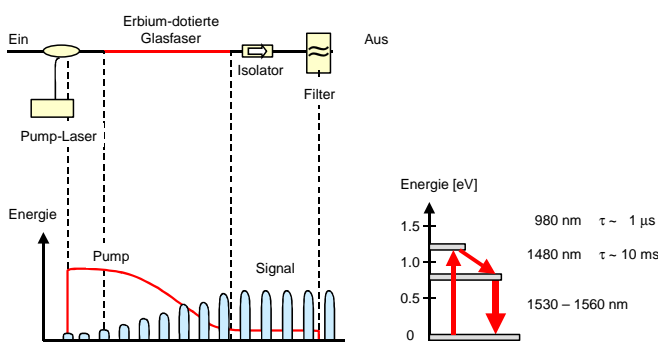 Ein
Erbium-dotierte
Glasfaser
Aus
Isolator
Filter
Pump-Laser
Energie
Pump
Signal
Energie [eV]
1.5
1.0
0.5
0
980 nm τ ~ 1 μs
1480 nm τ ~ 10 ms
1530 – 1560 nm